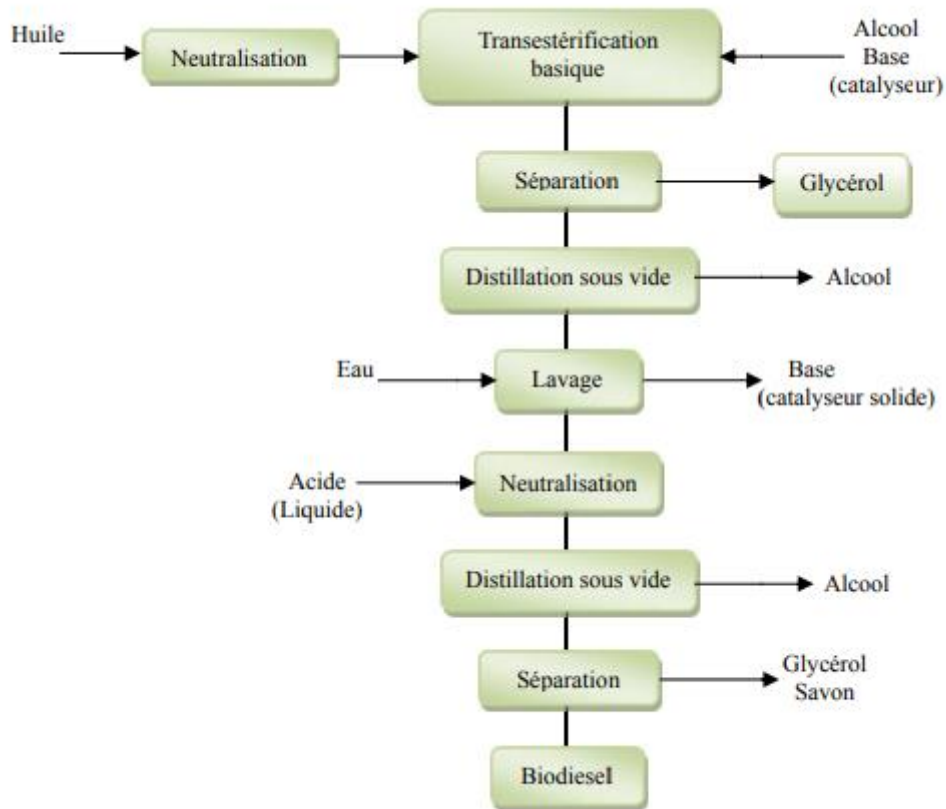 Huile
Neutralisation
Transestérification
basique
Alcool
Base
(catalyseur)
Séparation
Glycérol
Distillation sous vide
Alcool
Eau
Lavage
Base
(catalyseur solide)
Acide
(Liquide)
Neutralisation
Distillation sous vide
Alcool
Séparation
Glycérol
Savon
Biodiesel